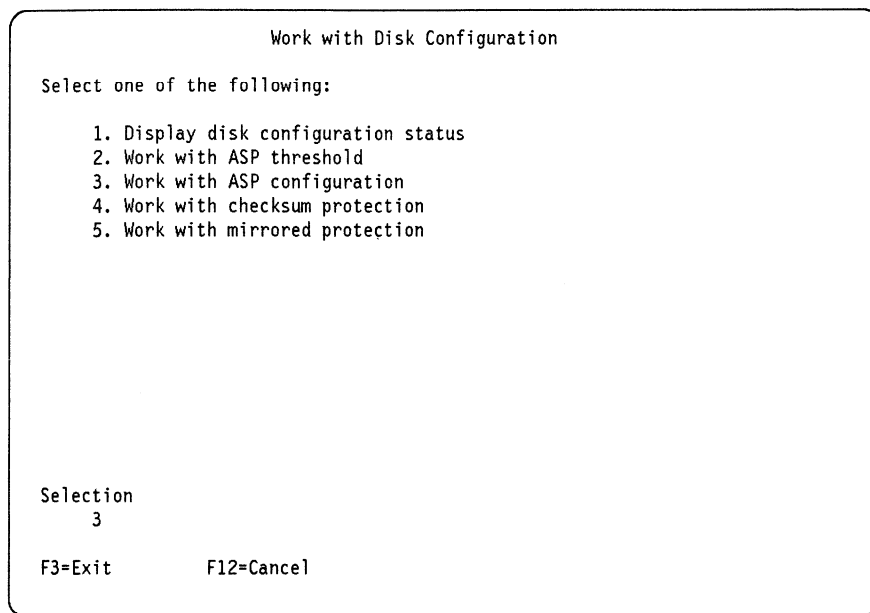 Work with Disk Configuration
Select one of the following:
1. Display disk configuration status
2. Work with ASP threshold
3. Work with ASP configuration
4. Work with checksum protection
5. Work with mirrored protection
Selection
3
F3=Exit F12=Cancel